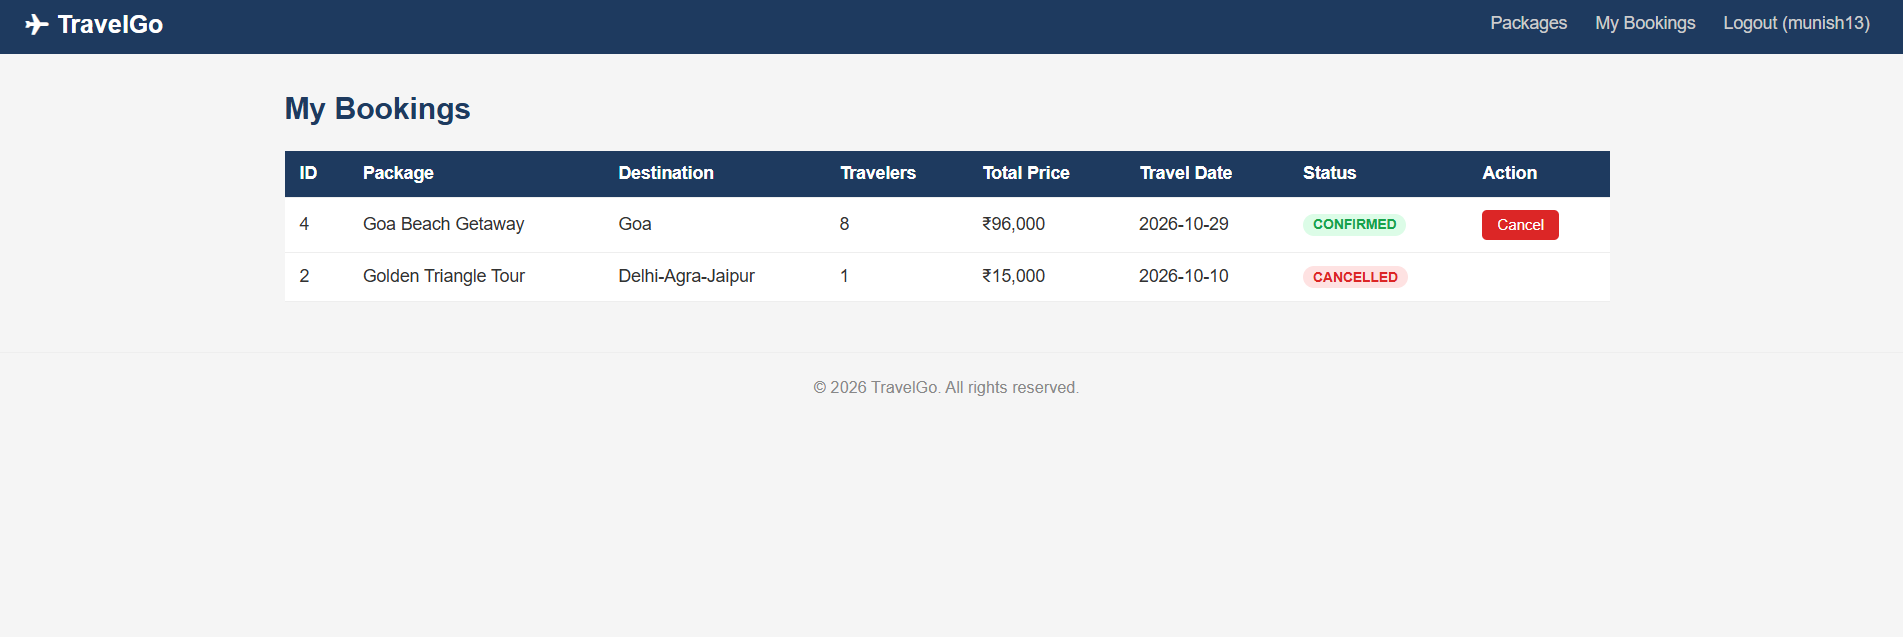 TravelGo Packages My Bookings Logout (munish13)
My Bookings
ID Package Destination Travelers Total Price Travel Date Status Action
4 Goa Beach Getaway Goa 8 ₹96,000 2026-10-29 CONFIRMED Cancel
2 Golden Triangle Tour Delhi-Agra-Jaipur 1 ₹15,000 2026-10-10 CANCELLED
© 2026 TravelGo. All rights reserved.